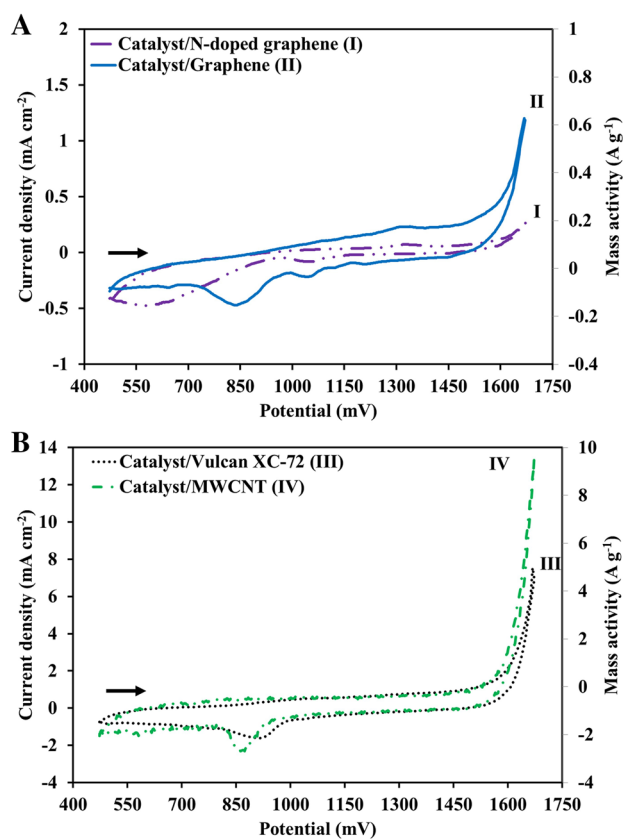 A
2
1.5
1
0.5
0
-0.5
-1
Current density (mA cm-2)
Catalyst/N-doped graphene (I)
Catalyst/Graphene (II)
II
I
1
0.8
0.6
0.4
0.2
0
-0.2
-0.4
Mass activity (A g-1)
400 550 700 850 1000 1150 1300 1450 1600 1750
Potential (mV)
B
14
12
10
8
6
4
2
0
-2
-4
Current density (mA cm-2)
Catalyst/Vulcan XC-72 (III)
Catalyst/MWCNT (IV)
IV
III
10
8
6
4
2
0
-2
-4
Mass activity (A g-1)
400 550 700 850 1000 1150 1300 1450 1600 1750
Potential (mV)